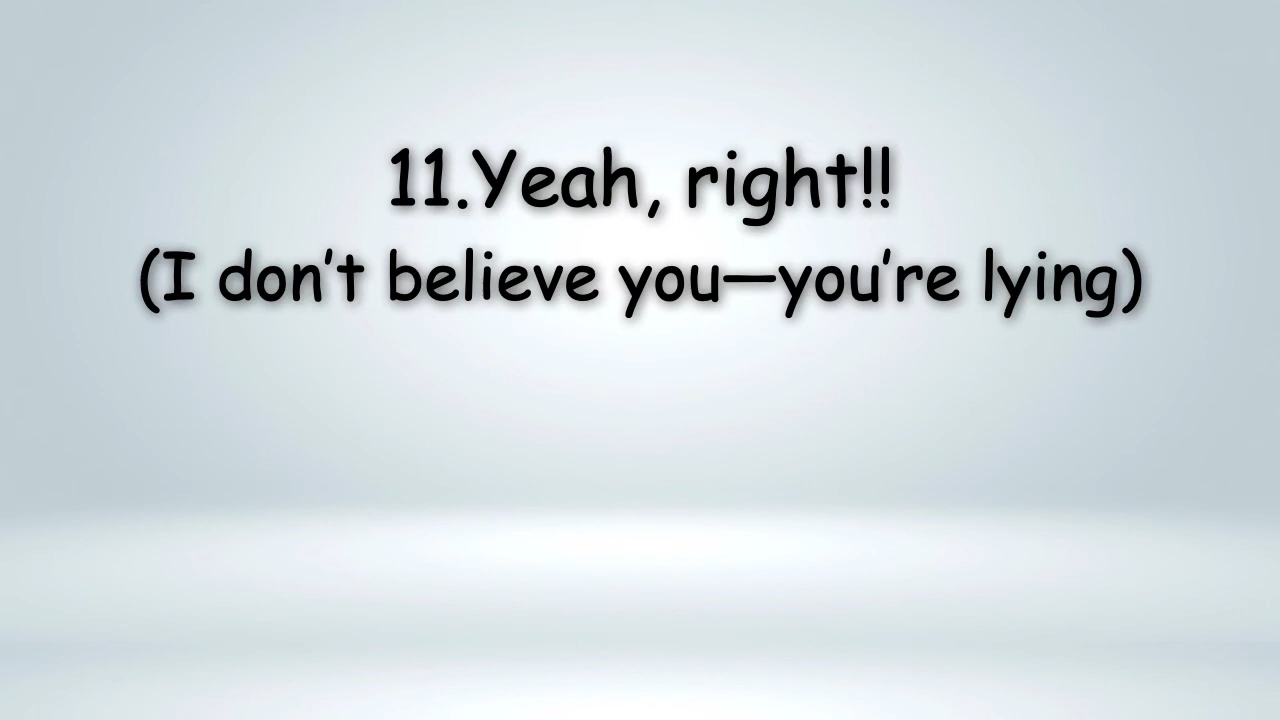 11.Yeah, right!!
(I don’t believe you—you’re lying)